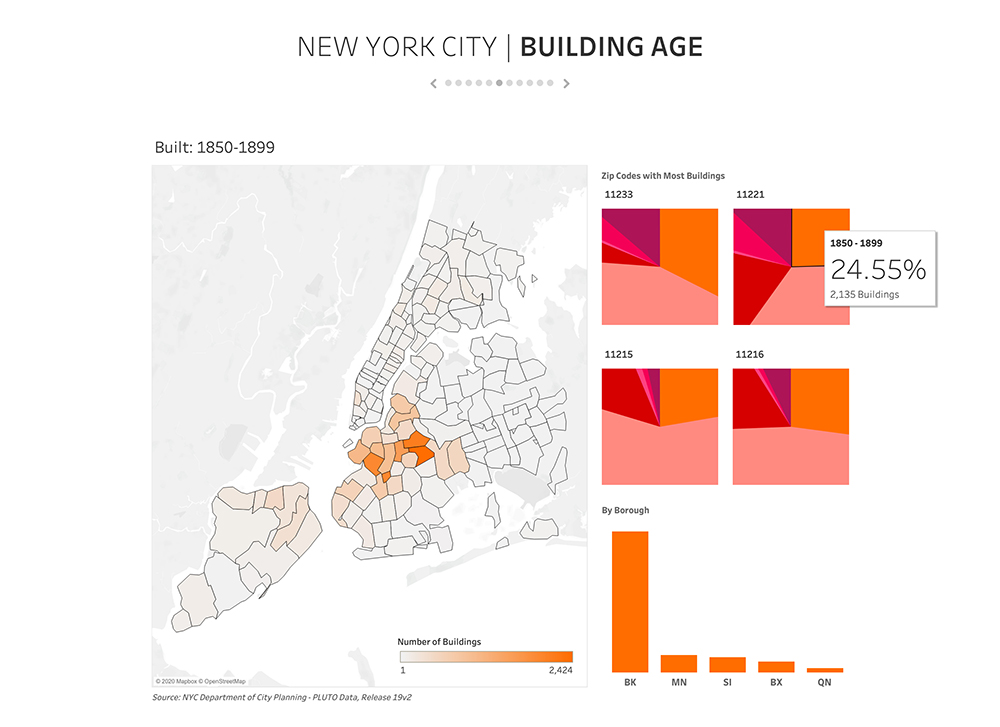 NEW YORK CITY | BUILDING AGE
Built: 1850-1899
Zip Codes with Most Buildings
11233
11221
1850 - 1899
24.55%
2,135 Buildings
11215
11216
By Borough
BK
MN
SI
BX
QN
Number of Buildings
1
2,424
© 2020 Mapbox © OpenStreetMap
Source: NYC Department of City Planning - PLUTO Data, Release 19v2